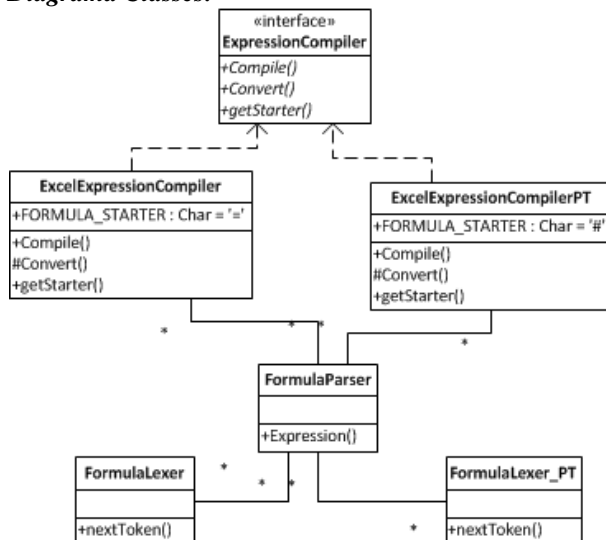 Diagrama Classes:
«interface»
ExpressionCompiler
+Compile()
+Convert()
+getStarter()
ExcelExpressionCompiler
+FORMULA_STARTER : Char = '='
+Compile()
#Convert()
+getStarter()
ExcelExpressionCompilerPT
+FORMULA_STARTER : Char = '#'
+Compile()
#Convert()
+getStarter()
*
* *
*
FormulaParser
+Expression()
FormulaLexer
+nextToken()
*
* *
*
FormulaLexer_PT
+nextToken()